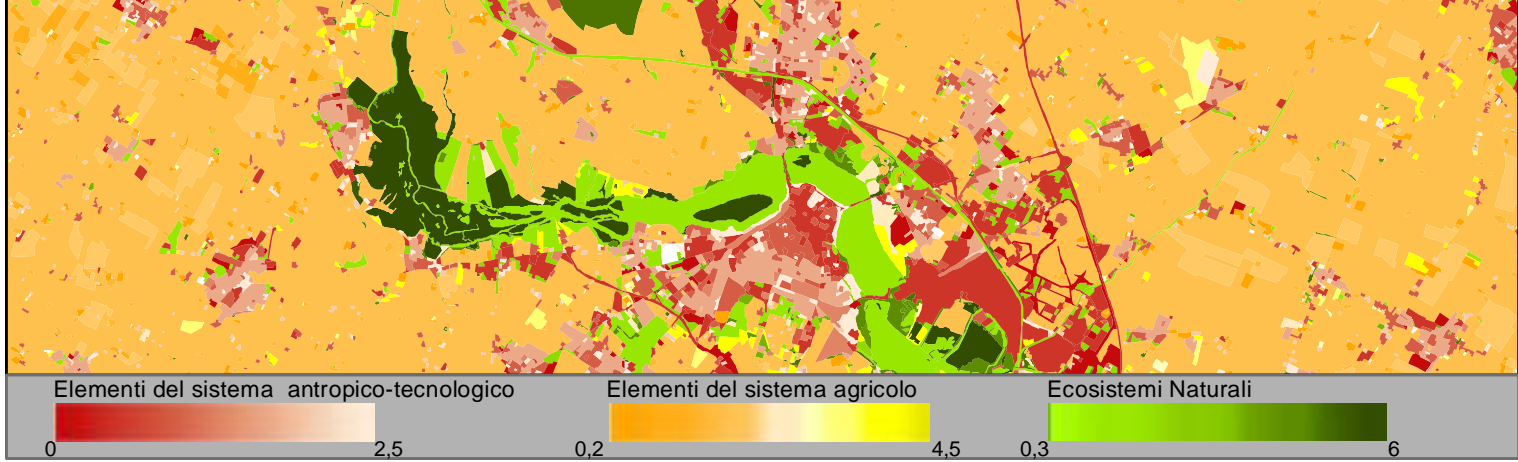 Elementi del sistema antropico-tecnologico
0 2,5
Elementi del sistema agricolo
0,2 4,5
Ecosistemi Naturali
0,3 6